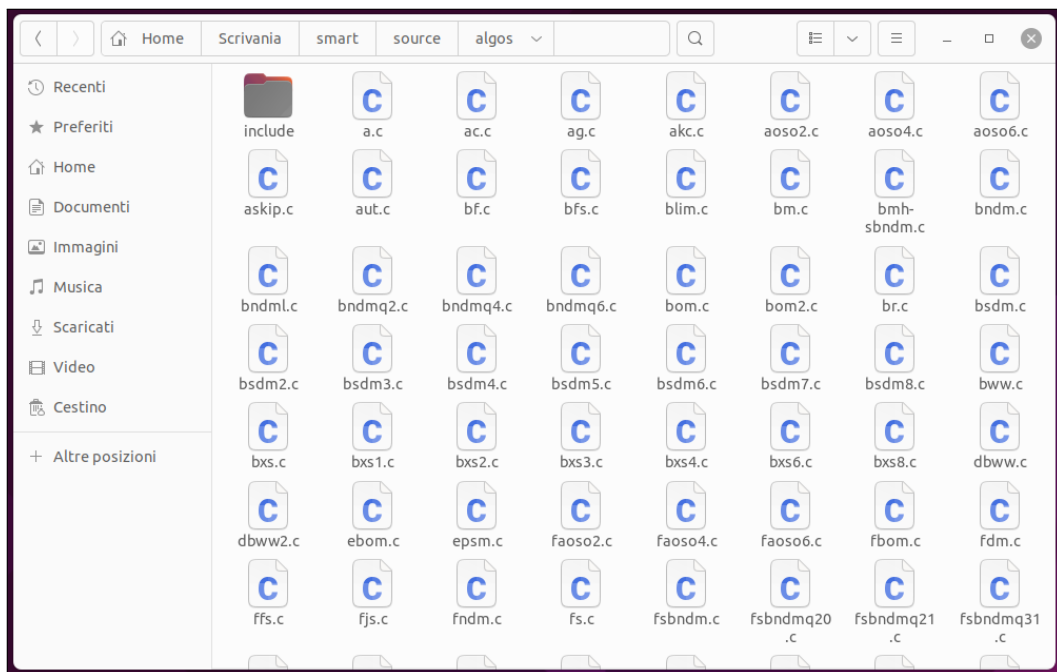 Home Scrivania smart source algos
Recenti
Preferiti
Home
Documenti
Immagini
Musica
Scaricati
Video
Cestino
Altre posizioni
include a.c ac.c ag.c akc.c aoso2.c aoso4.c aoso6.c
askip.c aut.c bf.c bfs.c blim.c bm.c bmh-
sbndm.c bndm.c
bndml.c bndmq2.c bndmq4.c bndmq6.c bom.c bom2.c br.c bsdm.c
bsdm2.c bsdm3.c bsdm4.c bsdm5.c bsdm6.c bsdm7.c bsdm8.c bww.c
bxs.c bxs1.c bxs2.c bxs3.c bxs4.c bxs6.c bxs8.c dbww.c
dbww2.c ebom.c epsm.c faoso2.c faoso4.c faoso6.c fbom.c fdm.c
ffs.c fjs.c fndm.c fs.c fsbndm.c fsbndmq20 fsbndmq21 fsbndmq31
.c .c .c